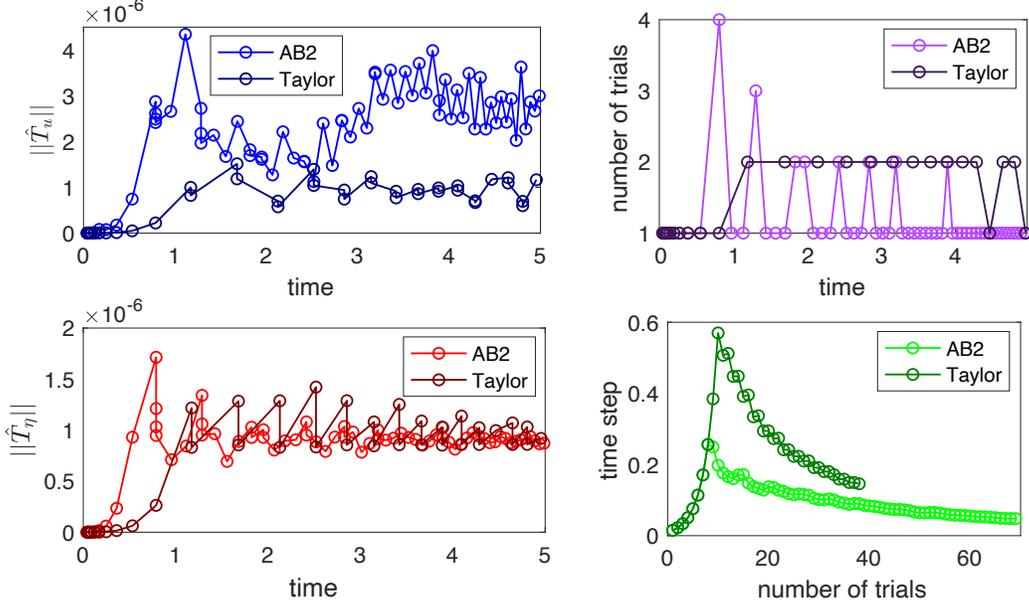 ×10⁻⁶
4
3
2
1
0
||T̂ᵤ||
AB2
Taylor
0 1 2 3 4 5
time
4
3
2
1
number of trials
AB2
Taylor
0 1 2 3 4
time
×10⁻⁶
2
1.5
1
0.5
0
||T̂_η||
AB2
Taylor
0 1 2 3 4 5
time
0.6
0.4
0.2
0
time step
AB2
Taylor
0 20 40 60
number of trials